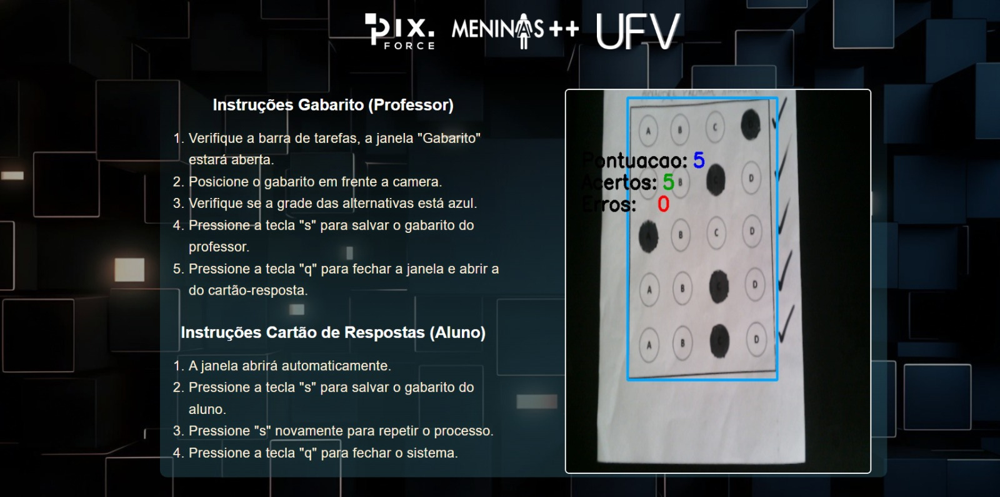 PIX.
FORCE
MENINAS++
UFV
Instruções Gabarito (Professor)
1. Verifique a barra de tarefas, a janela "Gabarito"
estará aberta.
2. Posicione o gabarito em frente a camera.
3. Verifique se a grade das alternativas está azul.
4. Pressione a tecla "s" para salvar o gabarito do
professor.
5. Pressione a tecla "q" para fechar a janela e abrir a
do cartão-resposta.
Instruções Cartão de Respostas (Aluno)
1. A janela abrirá automaticamente.
2. Pressione a tecla "s" para salvar o gabarito do
aluno.
3. Pressione "s" novamente para repetir o processo.
4. Pressione a tecla "q" para fechar o sistema.
A B C
Pontuacao: 5
Acertos: 5
Erros: 0
B C D
A B C D
A B C D
A B C D